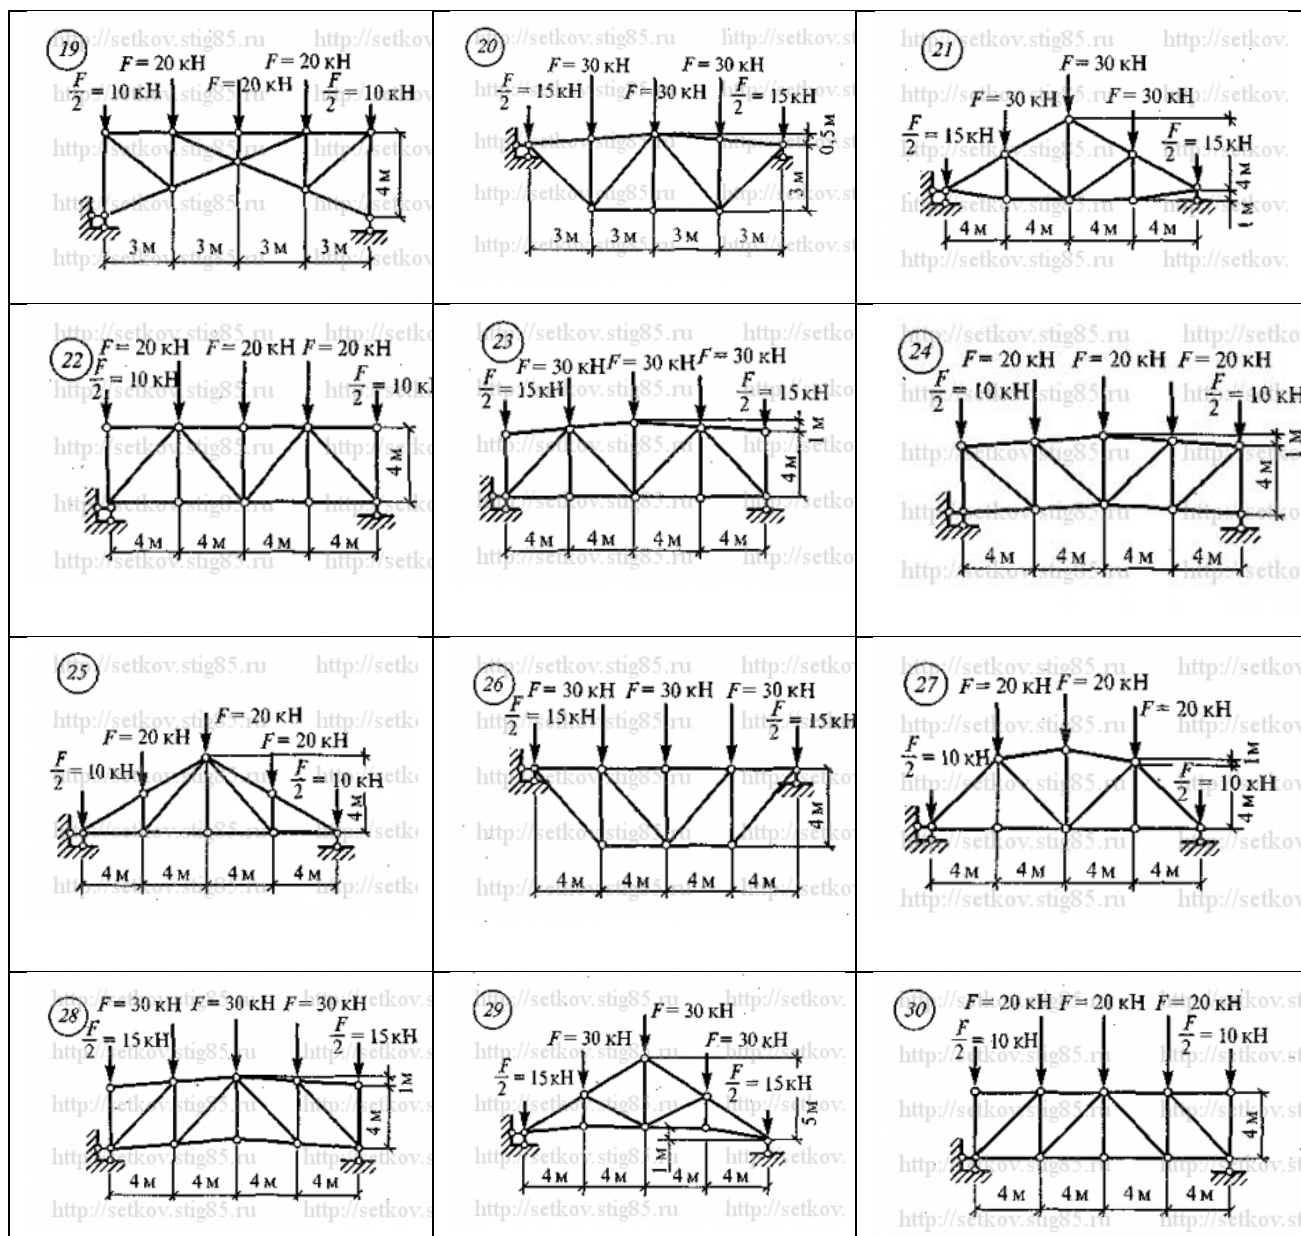 19
F = 20 кН
F = 20 кН
F/2 = 10 кН
F = 20 кН
F/2 = 10 кН
4 м
3 м 3 м 3 м 3 м
20
F = 30 кН F = 30 кН
F/2 = 15 кН
F = 30 кН
F/2 = 15 кН
0,5 м
3 м
3 м 3 м 3 м 3 м
21
F = 30 кН
F = 30 кН
F = 30 кН
F/2 = 15 кН
F/2 = 15 кН
4 м
1 м
4 м 4 м 4 м 4 м
22
F = 20 кН F = 20 кН F = 20 кН
F/2 = 10 кН
F/2 = 10 к
4 м
4 м 4 м 4 м 4 м
23
F = 30 кН F = 30 кН F = 30 кН
F/2 = 15 кН
F/2 = 15 кН
1 м
4 м
4 м 4 м 4 м 4 м
24
F = 20 кН F = 20 кН F = 20 кН
F/2 = 10 кН
F/2 = 10 кН
1 м
4 м
4 м 4 м 4 м 4 м
25
F = 20 кН
F = 20 кН
F = 20 кН
F/2 = 10 кН
F/2 = 10 кН
4 м
4 м 4 м 4 м 4 м
26
F = 30 кН F = 30 кН F = 30 кН
F/2 = 15 кН
F/2 = 15 кН
4 м
4 м 4 м 4 м 4 м
27
F = 20 кН
F = 20 кН
F = 20 кН
F/2 = 10 кН
F/2 = 10 кН
1 м
4 м
4 м 4 м 4 м 4 м
28
F = 30 кН F = 30 кН F = 30 кН
F/2 = 15 кН
F/2 = 15 кН
1 м
4 м
4 м 4 м 4 м 4 м
29
F = 30 кН
F = 30 кН
F = 30 кН
F/2 = 15 кН
F/2 = 15 кН
5 м
1 м
4 м 4 м 4 м 4 м
30
F = 20 кН F = 20 кН F = 20 кН
F/2 = 10 кН
F/2 = 10 кН
4 м
4 м 4 м 4 м 4 м
http://setkov.stig85.ru